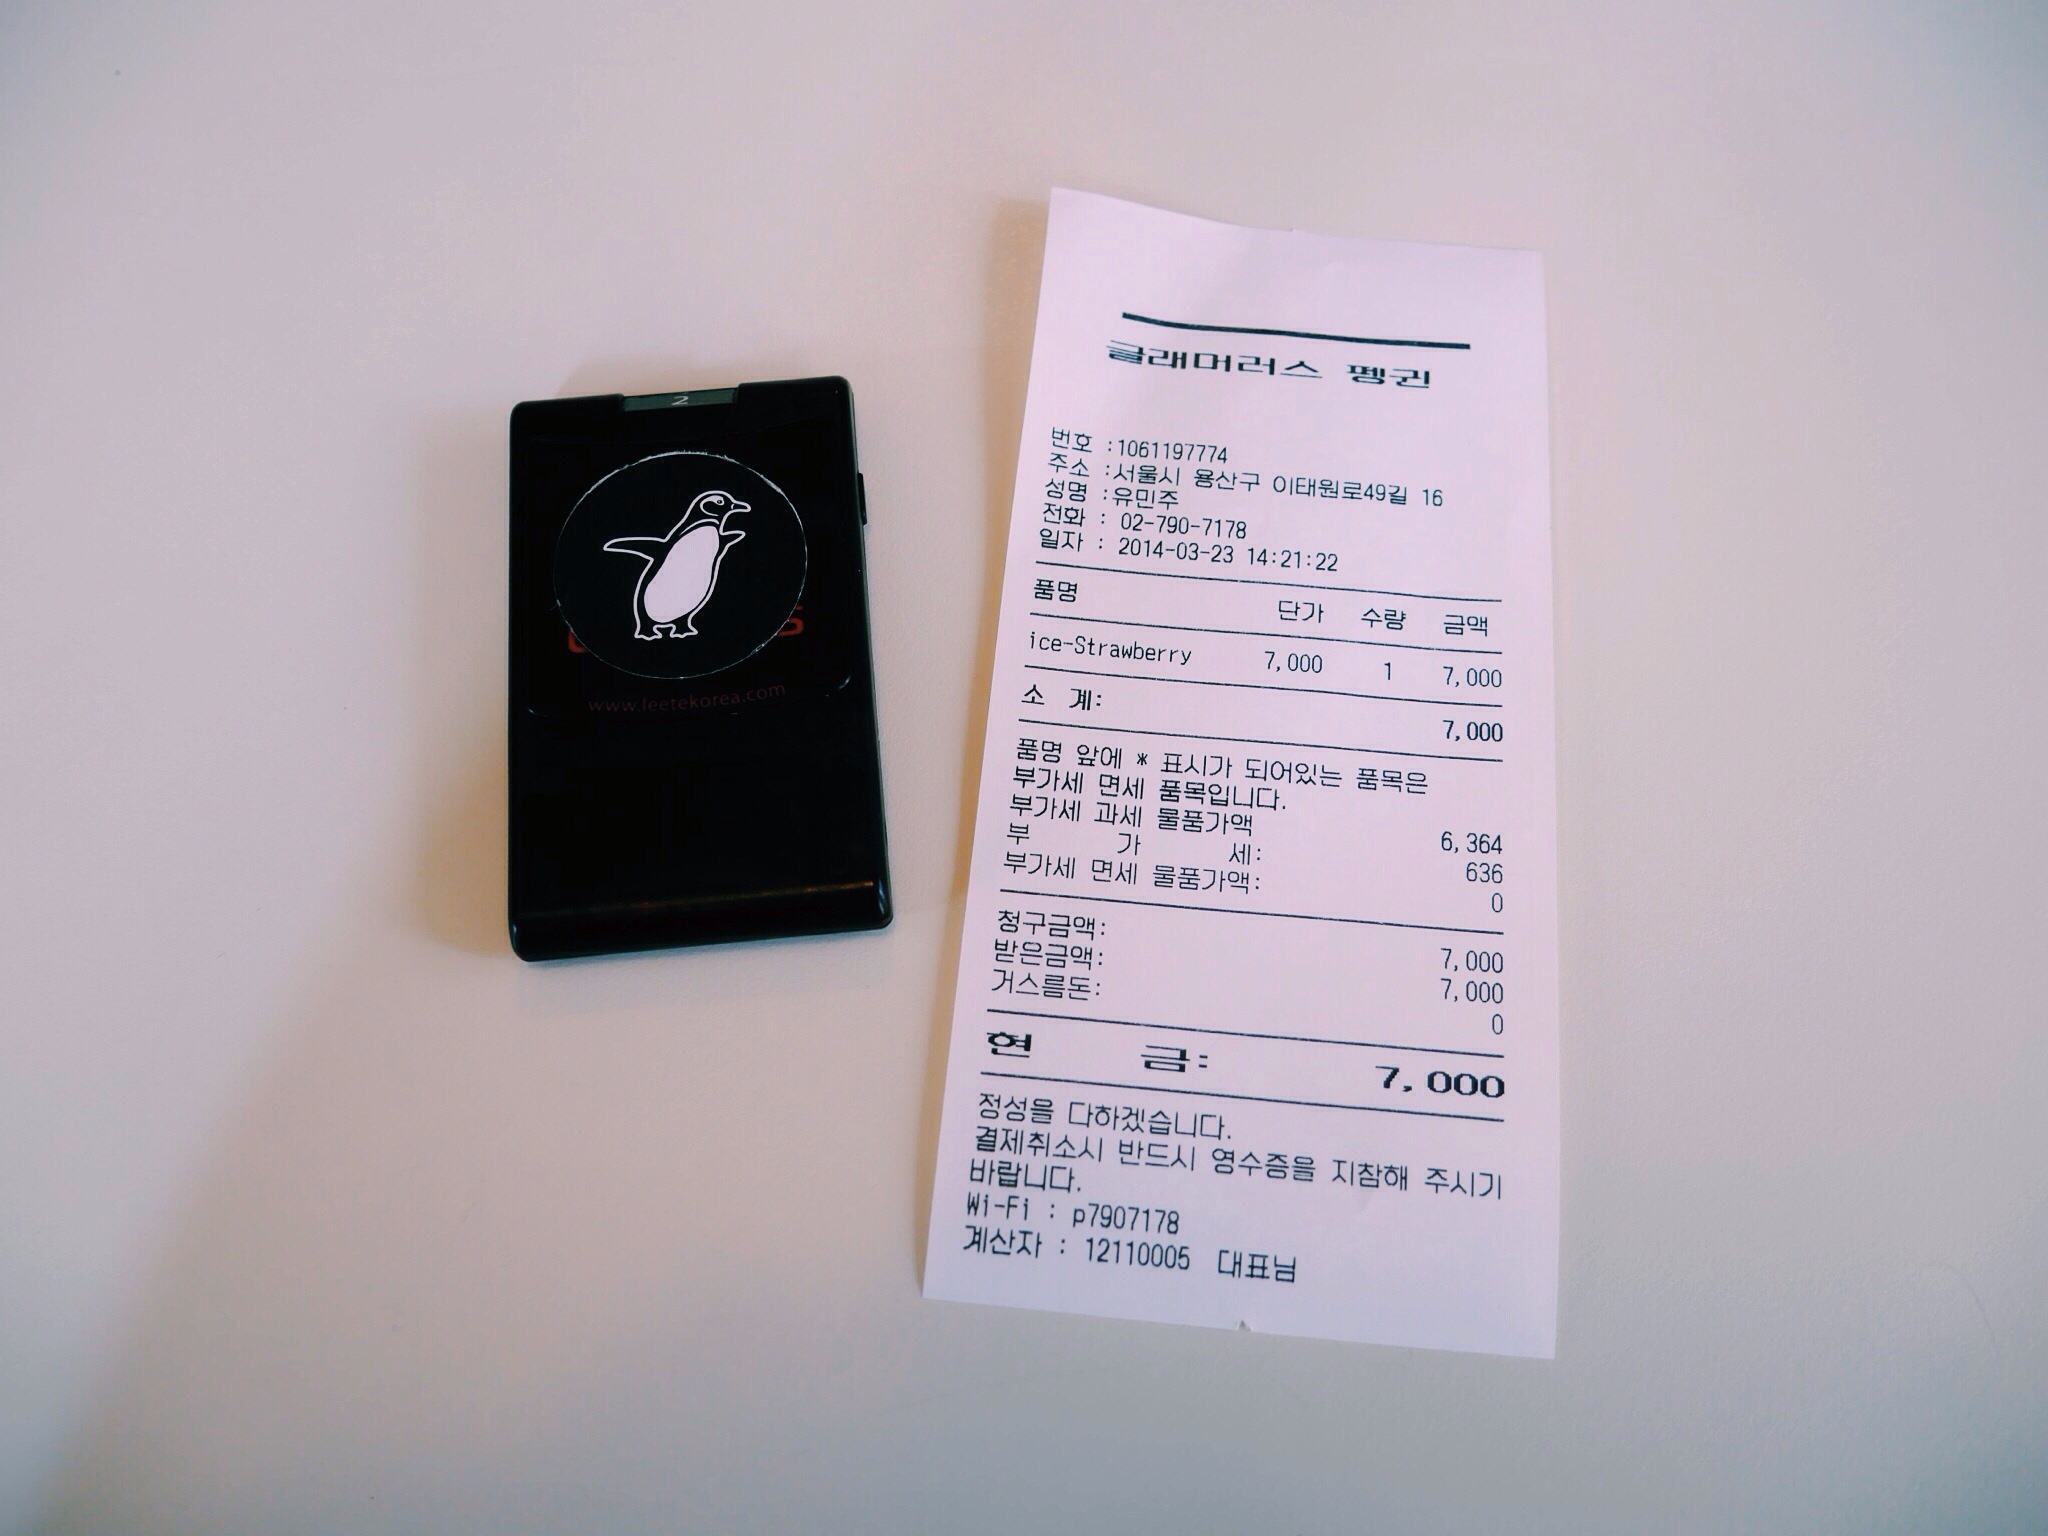 2
www.leetekorea.com
글래머러스 펭귄
번호 :1061197774
주소 :서울시 용산구 이태원로49길 16
성명 :유민주
전화 : 02-790-7178
일자 : 2014-03-23 14:21:22
품명 단가 수량 금액
ice-Strawberry 7,000 1 7,000
소 계: 7,000
품명 앞에 * 표시가 되어있는 품목은
부가세 면세 품목입니다.
부가세 과세 물품가액 6,364
부 가 세: 636
부가세 면세 물품가액: 0
청구금액: 7,000
받은금액: 7,000
거스름돈: 0
현 금: 7,000
정성을 다하겠습니다.
결제취소시 반드시 영수증을 지참해 주시기
바랍니다.
Wi-Fi : p7907178
계산자 : 12110005 대표님